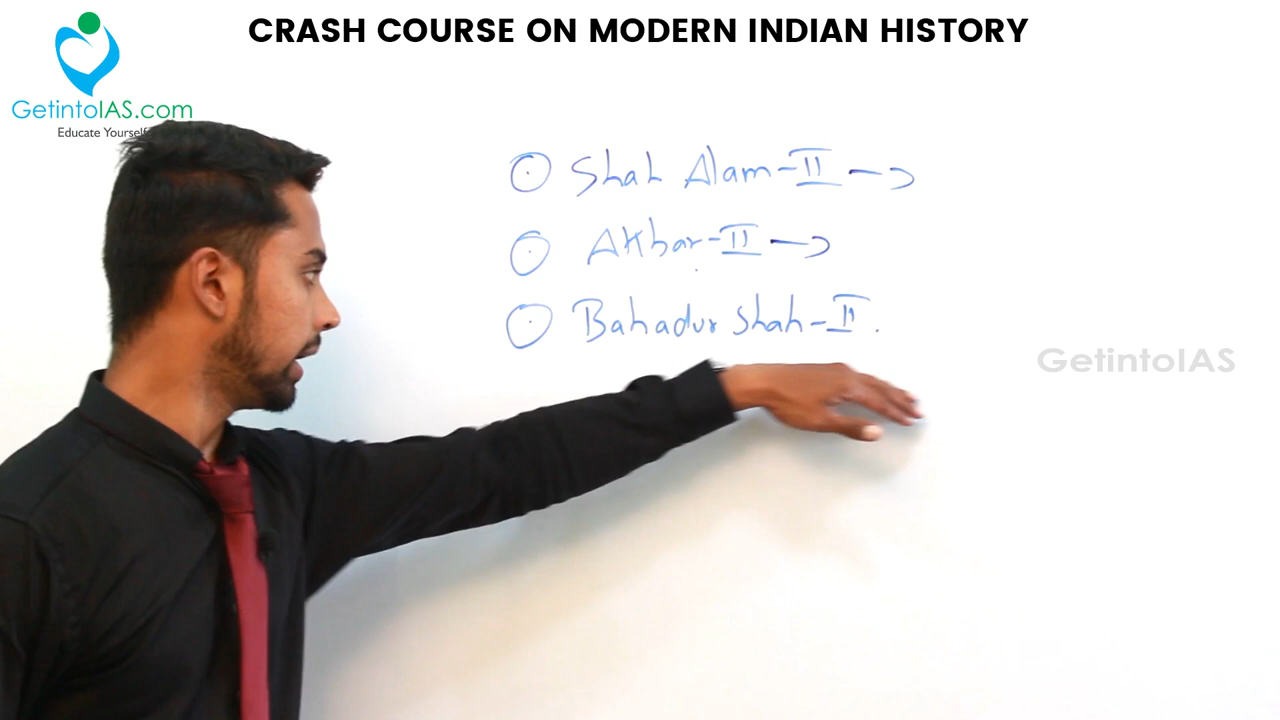 CRASH COURSE ON MODERN INDIAN HISTORY
GetintoIAS.com
Educate Yourself
Shah Alam-II →
Akbar-II →
Bahadur Shah-II.
GetintoIAS